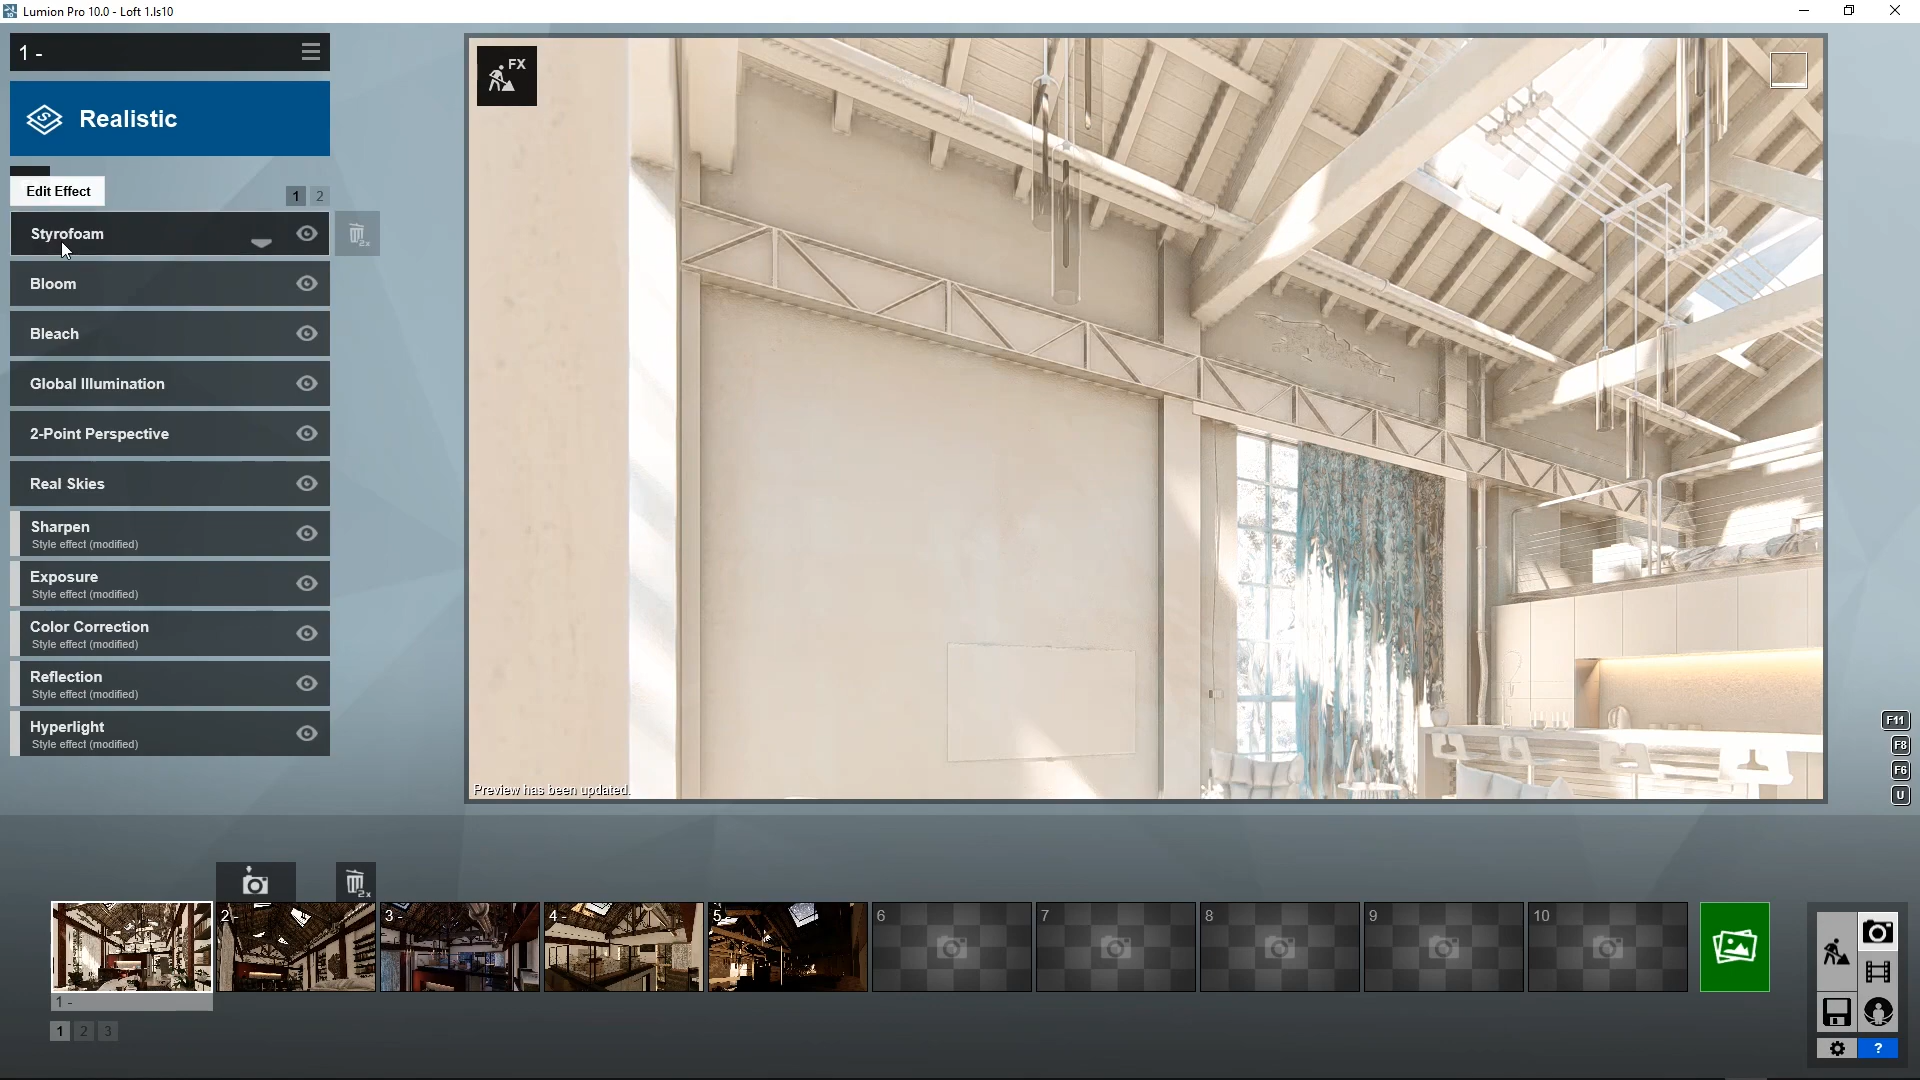 Lumion Pro 10.0 - Loft 1.ls10
1 -
Realistic
Edit Effect
1 2
Styrofoam
2x
Bloom
Bleach
Global Illumination
2-Point Perspective
Real Skies
Sharpen
Style effect (modified)
Exposure
Style effect (modified)
Color Correction
Style effect (modified)
Reflection
Style effect (modified)
Hyperlight
Style effect (modified)
FX
Preview has been updated.
F11
F8
F6
U
2x
2 -
3 -
4 -
5
6
7
8
9
10
1 -
1 2 3
?